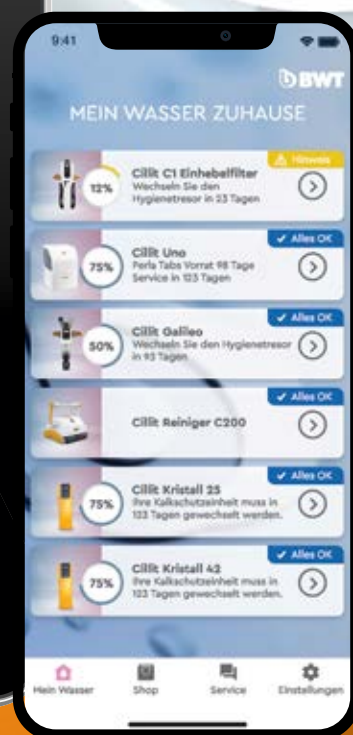 9:41
BWT
MEIN WASSER ZUHAUSE
Hinweis
12%
Cillit C1 Einhebelfilter
Wechseln Sie den
Hygienetresor in 23 Tagen
Alles OK
75%
Cillit Uno
Perla Tabs Vorrat 98 Tage
Service in 123 Tagen
Alles OK
50%
Cillit Galileo
Wechseln Sie den Hygienetresor
in 93 Tagen
Alles OK
Cillit Reiniger C200
Alles OK
75%
Cillit Kristall 25
Ihre Kalkschutzeinheit muss in
123 Tagen gewechselt werden.
Alles OK
75%
Cillit Kristall 42
Ihre Kalkschutzeinheit muss in
123 Tagen gewechselt werden.
Mein Wasser Shop Service Einstellungen